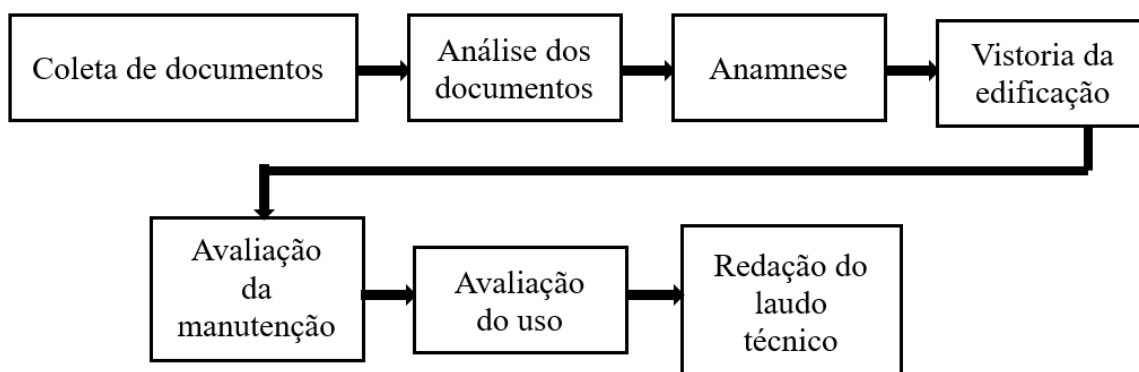 Coleta de documentos
Análise dos
documentos
Anamnese
Vistoria da
edificação
Avaliação
da
manutenção
Avaliação
do uso
Redação do
laudo
técnico